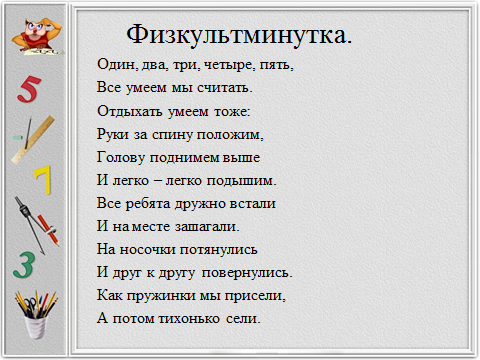 Физкультминутка.
Один, два, три, четыре, пять,
Все умеем мы считать.
Отдыхать умеем тоже:
Руки за спину положим,
Голову поднимем выше
И легко – легко подышим.
Все ребята дружно встали
И на месте зашагали.
На носочки потянулись
И друг к другу повернулись.
Как пружинки мы присели,
А потом тихонько сели.
5
1
3